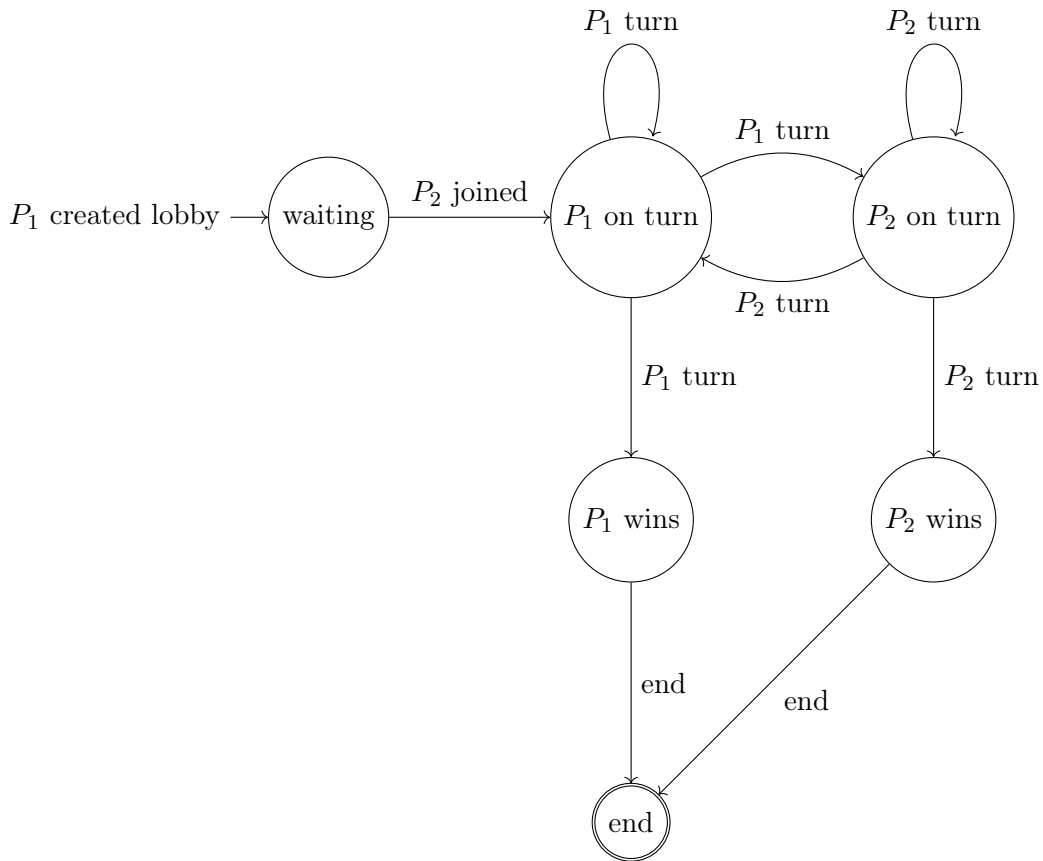 P₁ turn
P₂ turn
P₁ turn
P₁ created lobby
waiting
P₂ joined
P₁ on turn
P₂ on turn
P₂ turn
P₁ turn
P₂ turn
P₁ wins
P₂ wins
end
end
end